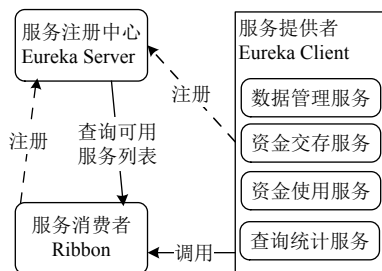 服务注册中心
Eureka Server
服务提供者
Eureka Client
注册
数据管理服务
注册
查询可用
服务列表
资金交存服务
资金使用服务
服务消费者
Ribbon
调用
查询统计服务